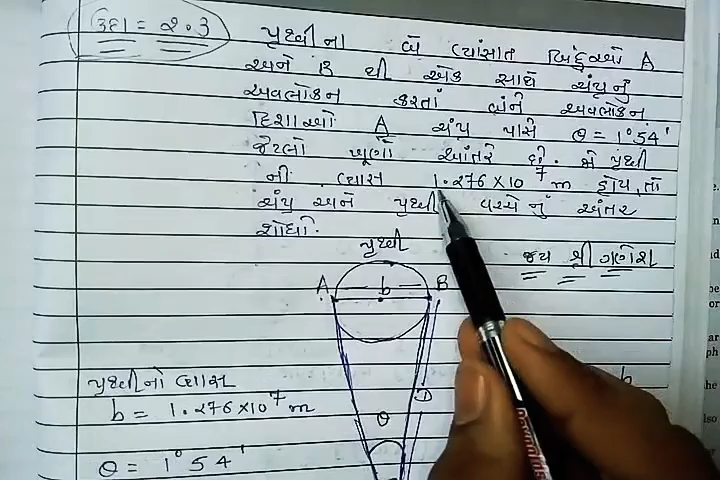 ઉદા = ૨.૩
પૃથ્વીના બે વ્યાંસાત બિંદુઓ A
અને B થી એક સાથે ચંદ્રનું
અવલોકન કરતાં બંને અવલોકન
દિશાઓ A ચંદ્ર પાસે θ = 1°54'
જેટલો ખૂણો આંતરે છે. જો પૃથ્વી
ની વ્યાસ 1.276 × 10⁷ m હોય, તો
ચંદ્ર અને પૃથ્વી વચ્ચેનું અંતર
શોધો.
જય શ્રી ગણેશ
પૃથ્વી
A b B
પૃથ્વીનો વ્યાસ
b = 1.276 × 10⁷ m
D
θ
θ = 1°54'
b